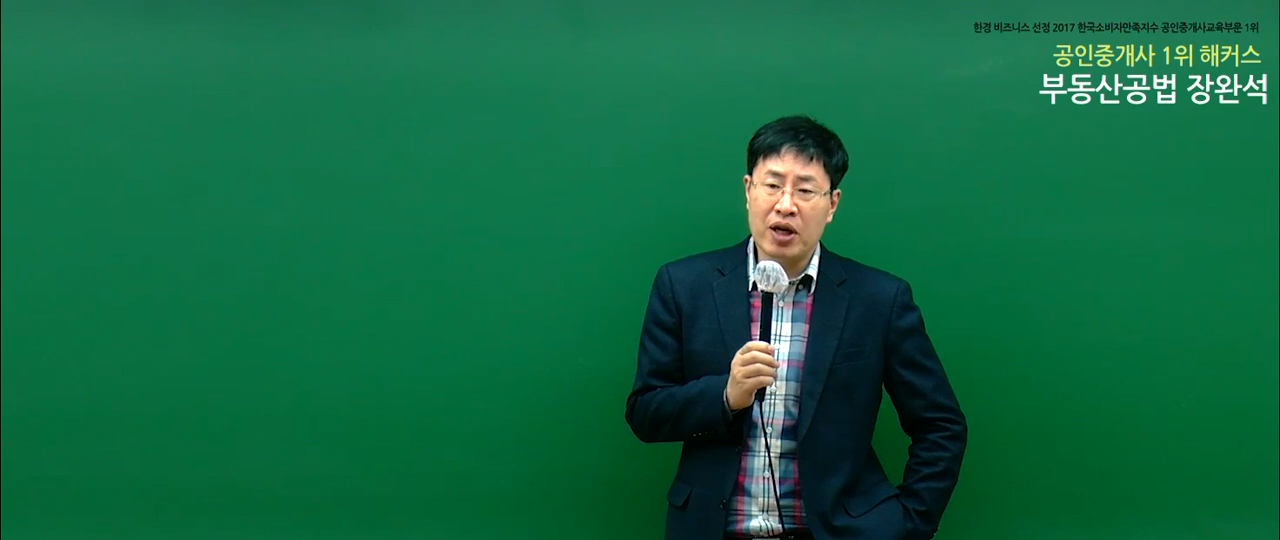 한경 비즈니스 선정 2017 한국소비자만족지수 공인중개사교육부문 1위
공인중개사 1위 해커스
부동산공법 장완석